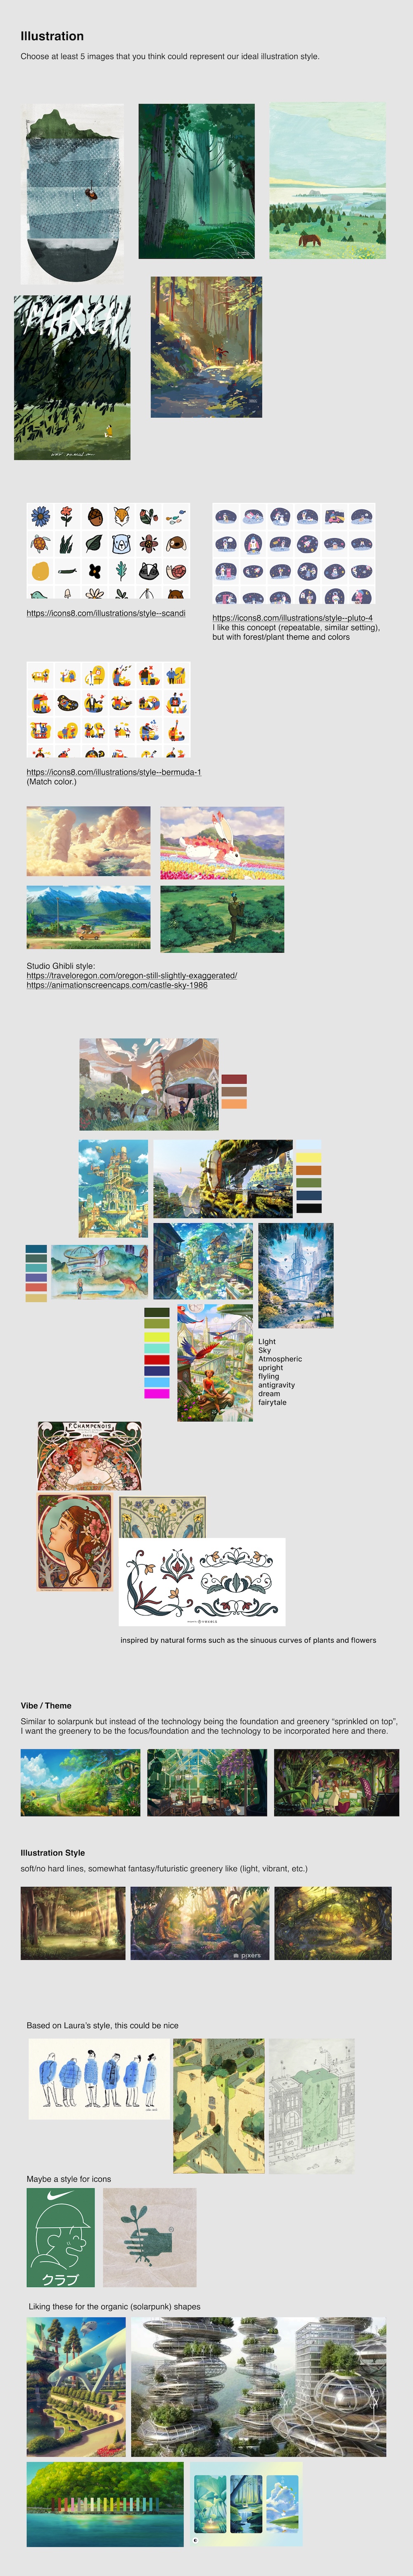 Illustration
Choose at least 5 images that you think could represent our ideal illustration style.
https://icons8.com/illustrations/style--scandi
https://icons8.com/illustrations/style--pluto-4
I like this concept (repeatable, similar setting),
but with forest/plant theme and colors
https://icons8.com/illustrations/style--bermuda-1
(Match color.)
Studio Ghibli style:
https://traveloregon.com/oregon-still-slightly-exaggerated/
https://animationscreencaps.com/castle-sky-1986
LIght
Sky
Atmospheric
upright
flyling
antigravity
dream
fairytale
F. CHAMPENOIS
inspired by natural forms such as the sinuous curves of plants and flowers
Vibe / Theme
Similar to solarpunk but instead of the technology being the foundation and greenery “sprinkled on top”,
I want the greenery to be the focus/foundation and the technology to be incorporated here and there.
Illustration Style
soft/no hard lines, somewhat fantasy/futuristic greenery like (light, vibrant, etc.)
pixers
Based on Laura’s style, this could be nice
Maybe a style for icons
クラブ
Liking these for the organic (solarpunk) shapes